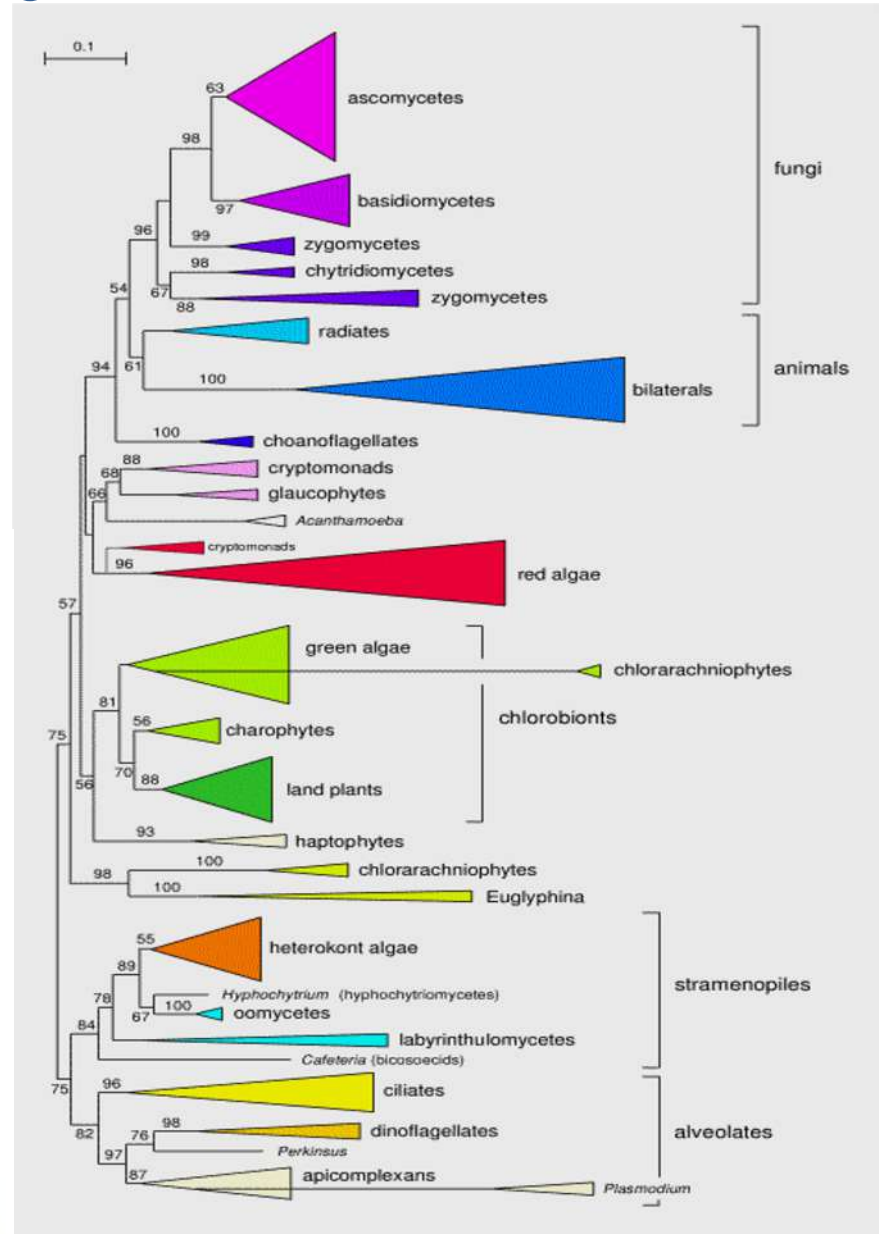 0.1
63
ascomycetes
98
fungi
97
basidiomycetes
96
99
zygomycetes
98
chytridiomycetes
54
67
88
zygomycetes
radiates
94
61
100
animals
bilaterals
100
choanoflagellates
88
cryptomonads
68
66
glaucophytes
Acanthamoeba
cryptomonads
96
red algae
57
green algae
chlorarachniophytes
81
chlorobionts
56
charophytes
75
70
56
88
land plants
93
haptophytes
100
chlorarachniophytes
98
100
Euglyphina
55
heterokont algae
89
stramenopiles
Hyphochytrium (hyphochytriomycetes)
78
100
67
oomycetes
84
labyrinthulomycetes
Cafeteria (bicosoecids)
75
96
ciliates
98
dinoflagellates
82
76
alveolates
Perkinsus
97
87
apicomplexans
Plasmodium